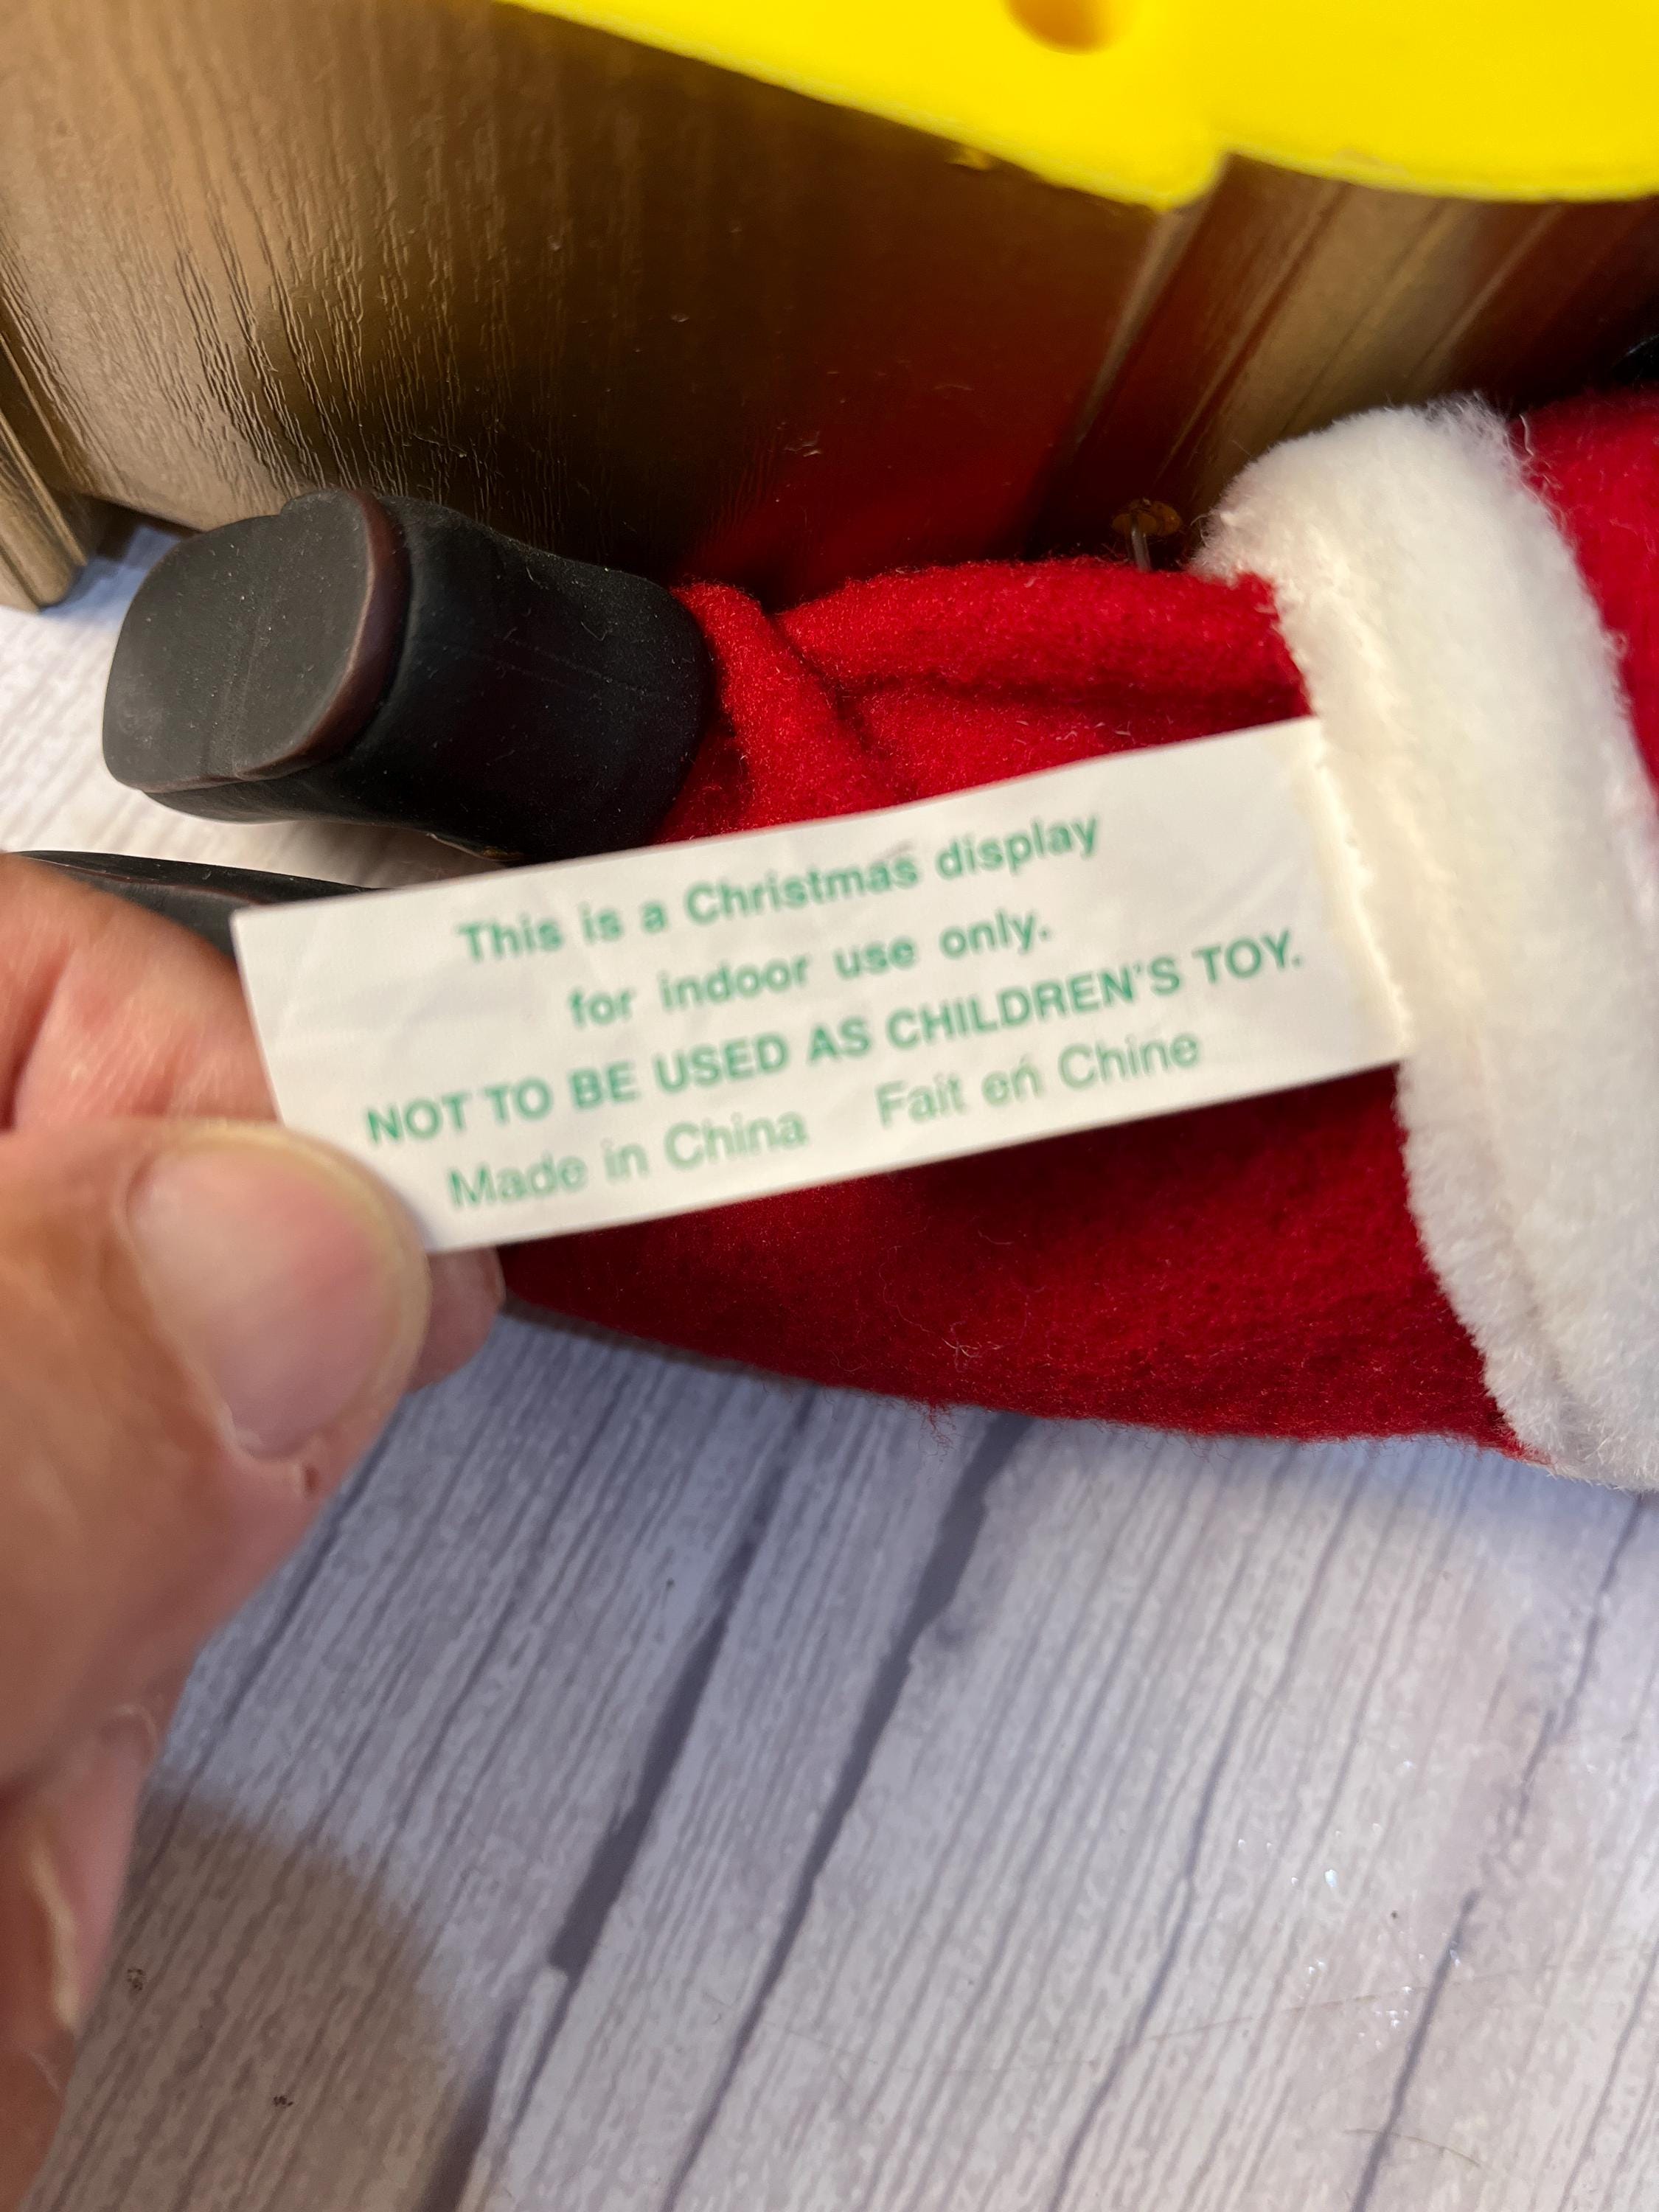 This is a Christmas display
for indoor use only.
NOT TO BE USED AS CHILDREN'S TOY.
Made in China Fait en Chine